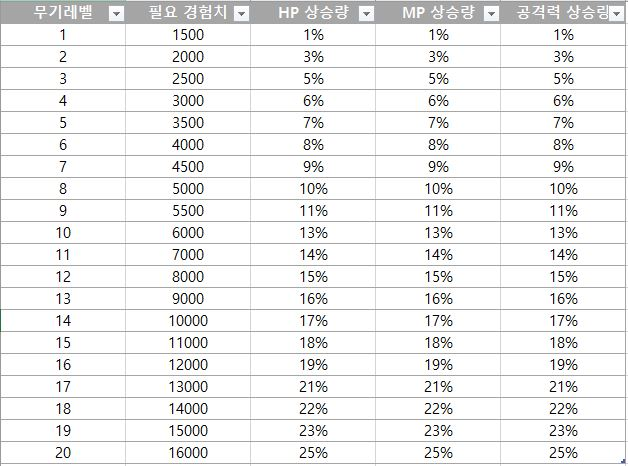 무기레벨 필요 경험치 HP 상승량 MP 상승량 공격력 상승량
1 1500 1% 1% 1%
2 2000 3% 3% 3%
3 2500 5% 5% 5%
4 3000 6% 6% 6%
5 3500 7% 7% 7%
6 4000 8% 8% 8%
7 4500 9% 9% 9%
8 5000 10% 10% 10%
9 5500 11% 11% 11%
10 6000 13% 13% 13%
11 7000 14% 14% 14%
12 8000 15% 15% 15%
13 9000 16% 16% 16%
14 10000 17% 17% 17%
15 11000 18% 18% 18%
16 12000 19% 19% 19%
17 13000 21% 21% 21%
18 14000 22% 22% 22%
19 15000 23% 23% 23%
20 16000 25% 25% 25%